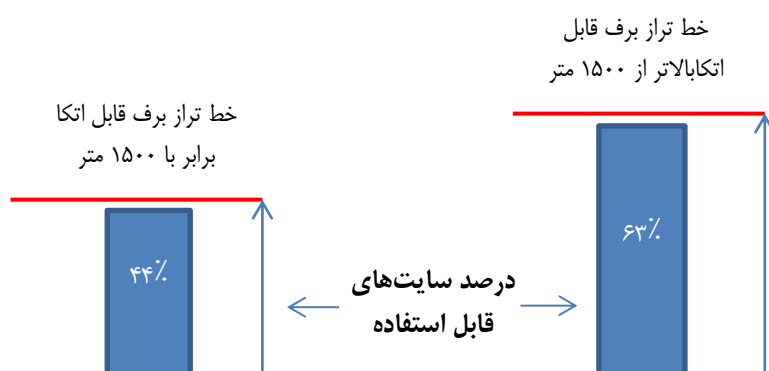 خط تراز برف قابل
اتکابالاتر از ۱۵۰۰ متر
خط تراز برف قابل اتکا
برابر با ۱۵۰۰ متر
۶۳٪
۴۴٪
درصد سایت‌های
قابل استفاده